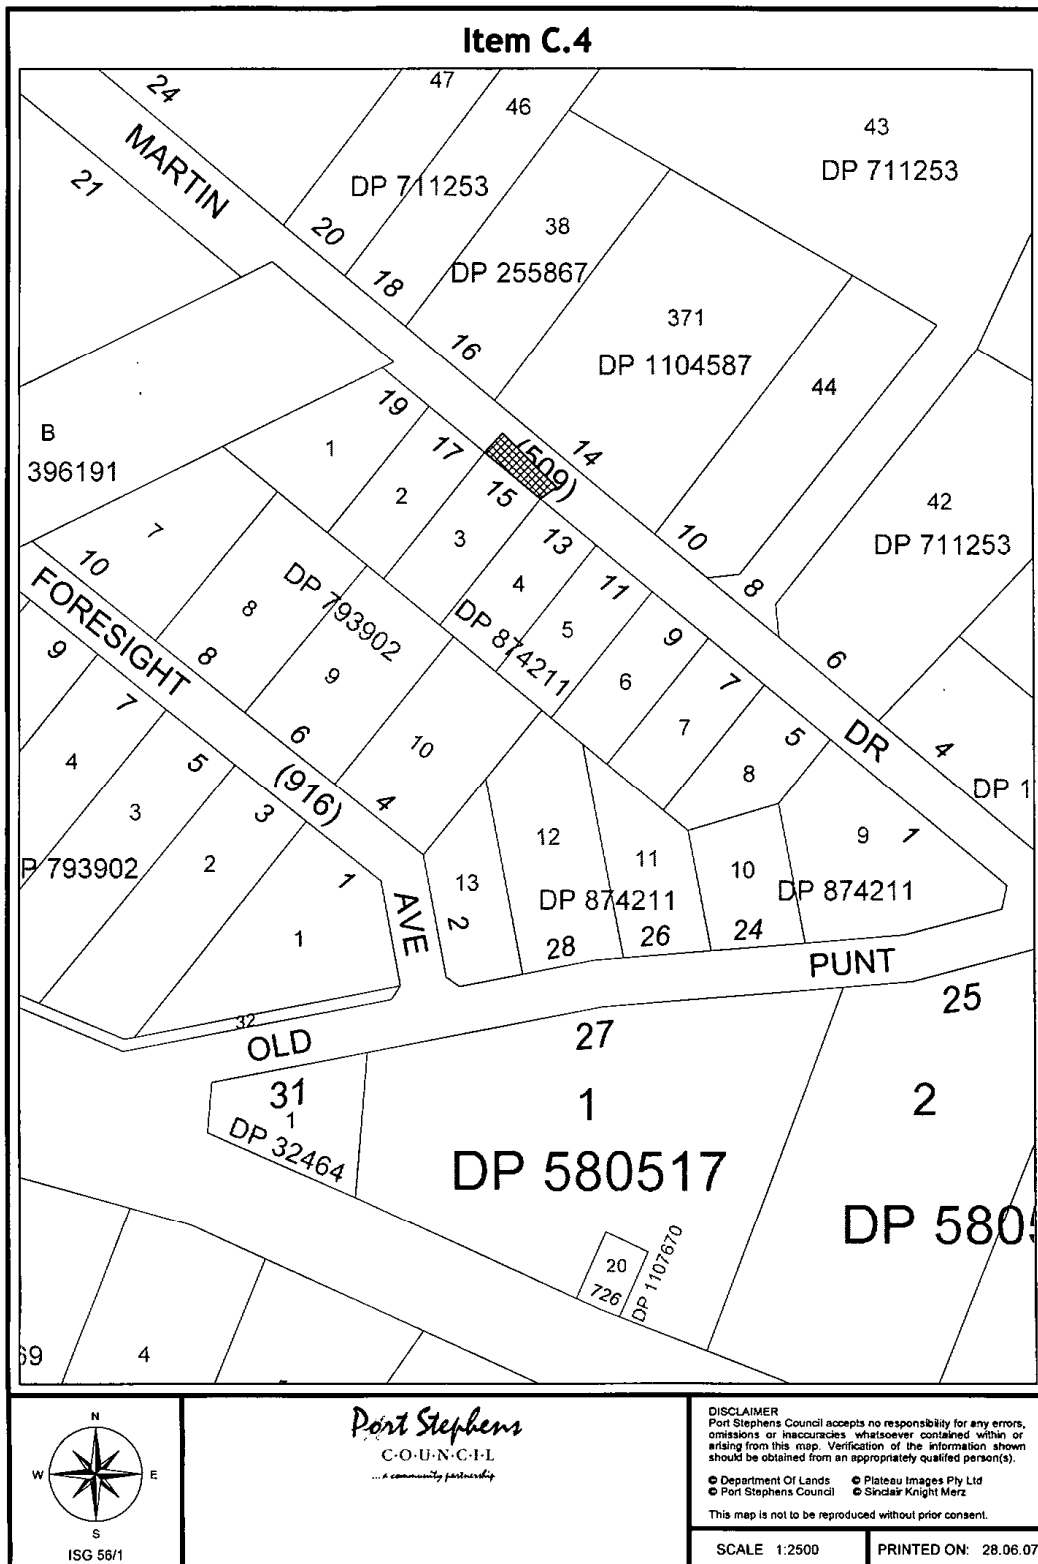 Item C.4
24
47
46
43
MARTIN
DP 711253
DP 711253
21
20
38
18
DP 255867
16
371
DP 1104587
44
19
B
1
17
(509)
14
396191
2
15
42
7
3
13
10
DP 711253
10
FORESIGHT
DP 793902
4
11
8
8
DP 874211
5
9
6
9
8
9
6
7
7
6
10
7
5
DR
4
4
5
(916)
4
8
DP 1
3
3
12
9
1
P 793902
2
11
10
1
13
DP 874211
DP 874211
AVE
2
1
28
26
24
PUNT
25
32
OLD
27
31
1
1
2
DP 32464
DP 580517
DP 580
20
726
DP 1107670
69
4
N
W
E
S
ISG 56/1
Port Stephens
C·O·U·N·C·I·L
... a community partnership
DISCLAIMER
Port Stephens Council accepts no responsibility for any errors,
omissions or inaccuracies whatsoever contained within or
arising from this map. Verification of the information shown
should be obtained from an appropriately qualified person(s).
© Department Of Lands © Plateau Images Pty Ltd
© Port Stephens Council © Sinclair Knight Merz
This map is not to be reproduced without prior consent.
SCALE 1:2500
PRINTED ON: 28.06.07